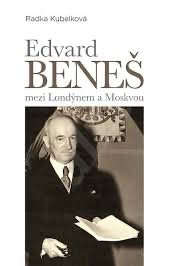 Radka Kubelková
Edvard
BENEŠ
mezi Londýnem a Moskvou